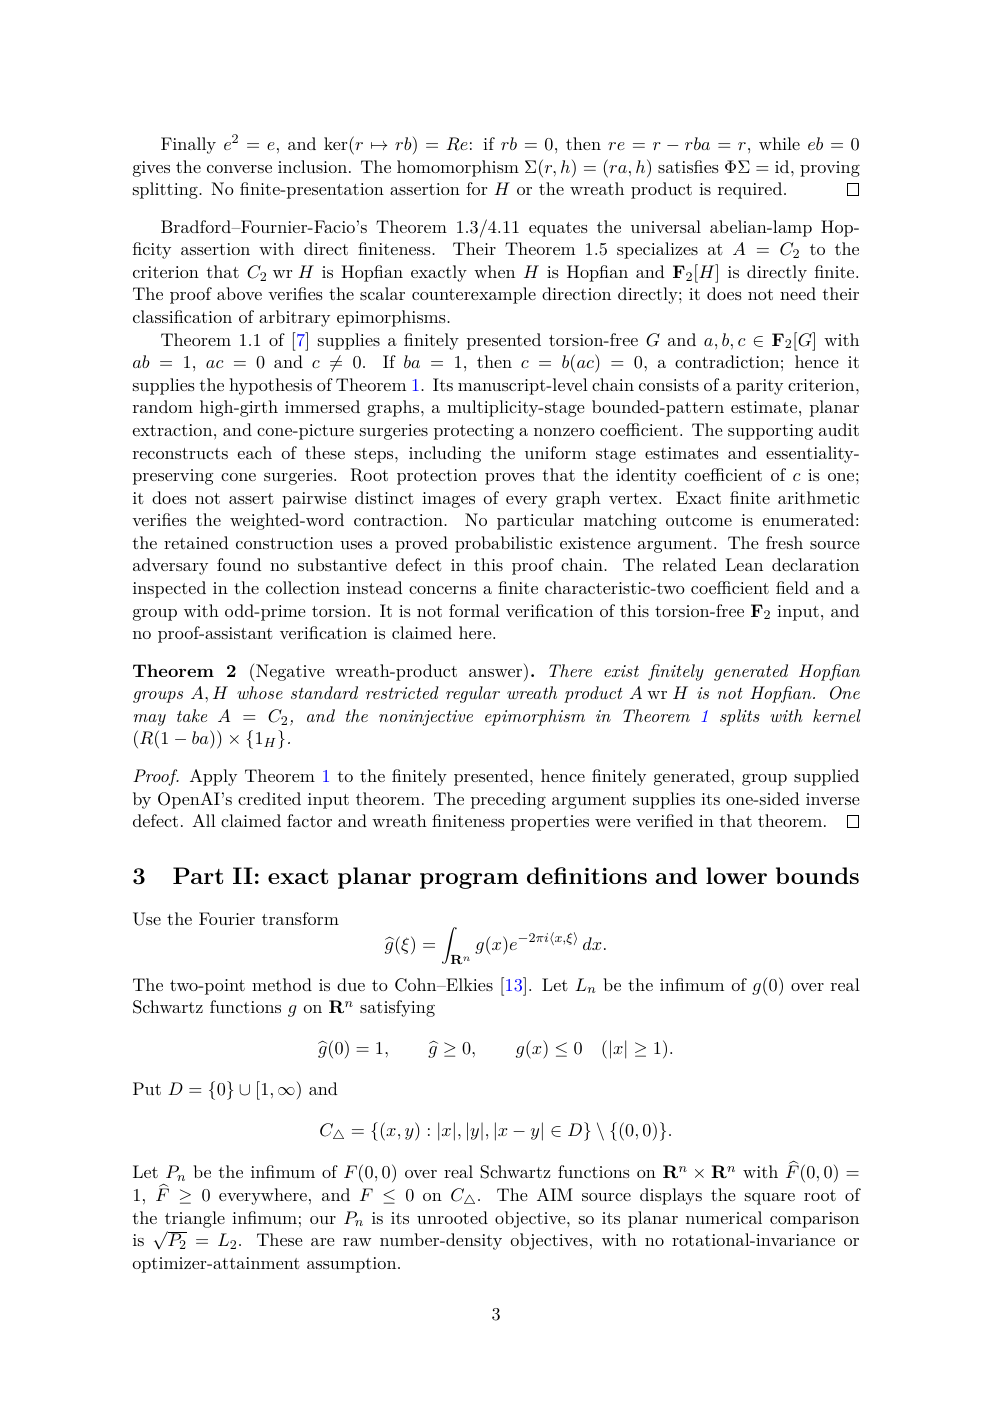 Finally e² = e, and ker(r ↦ rb) = Re: if rb = 0, then re = r − rba = r, while eb = 0
gives the converse inclusion. The homomorphism Σ(r, h) = (ra, h) satisfies ΦΣ = id, proving
splitting. No finite-presentation assertion for H or the wreath product is required. □
Bradford–Fournier-Facio's Theorem 1.3/4.11 equates the universal abelian-lamp Hop-
ficity assertion with direct finiteness. Their Theorem 1.5 specializes at A = C₂ to the
criterion that C₂ wr H is Hopfian exactly when H is Hopfian and F₂[H] is directly finite.
The proof above verifies the scalar counterexample direction directly; it does not need their
classification of arbitrary epimorphisms.
Theorem 1.1 of [7] supplies a finitely presented torsion-free G and a, b, c ∈ F₂[G] with
ab = 1, ac = 0 and c ≠ 0. If ba = 1, then c = b(ac) = 0, a contradiction; hence it
supplies the hypothesis of Theorem 1. Its manuscript-level chain consists of a parity criterion,
random high-girth immersed graphs, a multiplicity-stage bounded-pattern estimate, planar
extraction, and cone-picture surgeries protecting a nonzero coefficient. The supporting audit
reconstructs each of these steps, including the uniform stage estimates and essentiality-
preserving cone surgeries. Root protection proves that the identity coefficient of c is one;
it does not assert pairwise distinct images of every graph vertex. Exact finite arithmetic
verifies the weighted-word contraction. No particular matching outcome is enumerated:
the retained construction uses a proved probabilistic existence argument. The fresh source
adversary found no substantive defect in this proof chain. The related Lean declaration
inspected in the collection instead concerns a finite characteristic-two coefficient field and a
group with odd-prime torsion. It is not formal verification of this torsion-free F₂ input, and
no proof-assistant verification is claimed here.
Theorem 2 (Negative wreath-product answer). There exist finitely generated Hopfian
groups A, H whose standard restricted regular wreath product A wr H is not Hopfian. One
may take A = C₂, and the noninjective epimorphism in Theorem 1 splits with kernel
(R(1 − ba)) × {1_H}.
Proof. Apply Theorem 1 to the finitely presented, hence finitely generated, group supplied
by OpenAI's credited input theorem. The preceding argument supplies its one-sided inverse
defect. All claimed factor and wreath finiteness properties were verified in that theorem. □
3 Part II: exact planar program definitions and lower bounds
Use the Fourier transform
ĝ(ξ) = ∫_{Rⁿ} g(x)e^{−2πi⟨x,ξ⟩} dx.
The two-point method is due to Cohn–Elkies [13]. Let Lₙ be the infimum of g(0) over real
Schwartz functions g on Rⁿ satisfying
ĝ(0) = 1, ĝ ≥ 0, g(x) ≤ 0 (|x| ≥ 1).
Put D = {0} ∪ [1, ∞) and
C_△ = {(x, y) : |x|, |y|, |x − y| ∈ D} \ {(0, 0)}.
Let Pₙ be the infimum of F(0, 0) over real Schwartz functions on Rⁿ × Rⁿ with F̂(0, 0) =
1, F̂ ≥ 0 everywhere, and F ≤ 0 on C_△. The AIM source displays the square root of
the triangle infimum; our Pₙ is its unrooted objective, so its planar numerical comparison
is √P₂ = L₂. These are raw number-density objectives, with no rotational-invariance or
optimizer-attainment assumption.
3